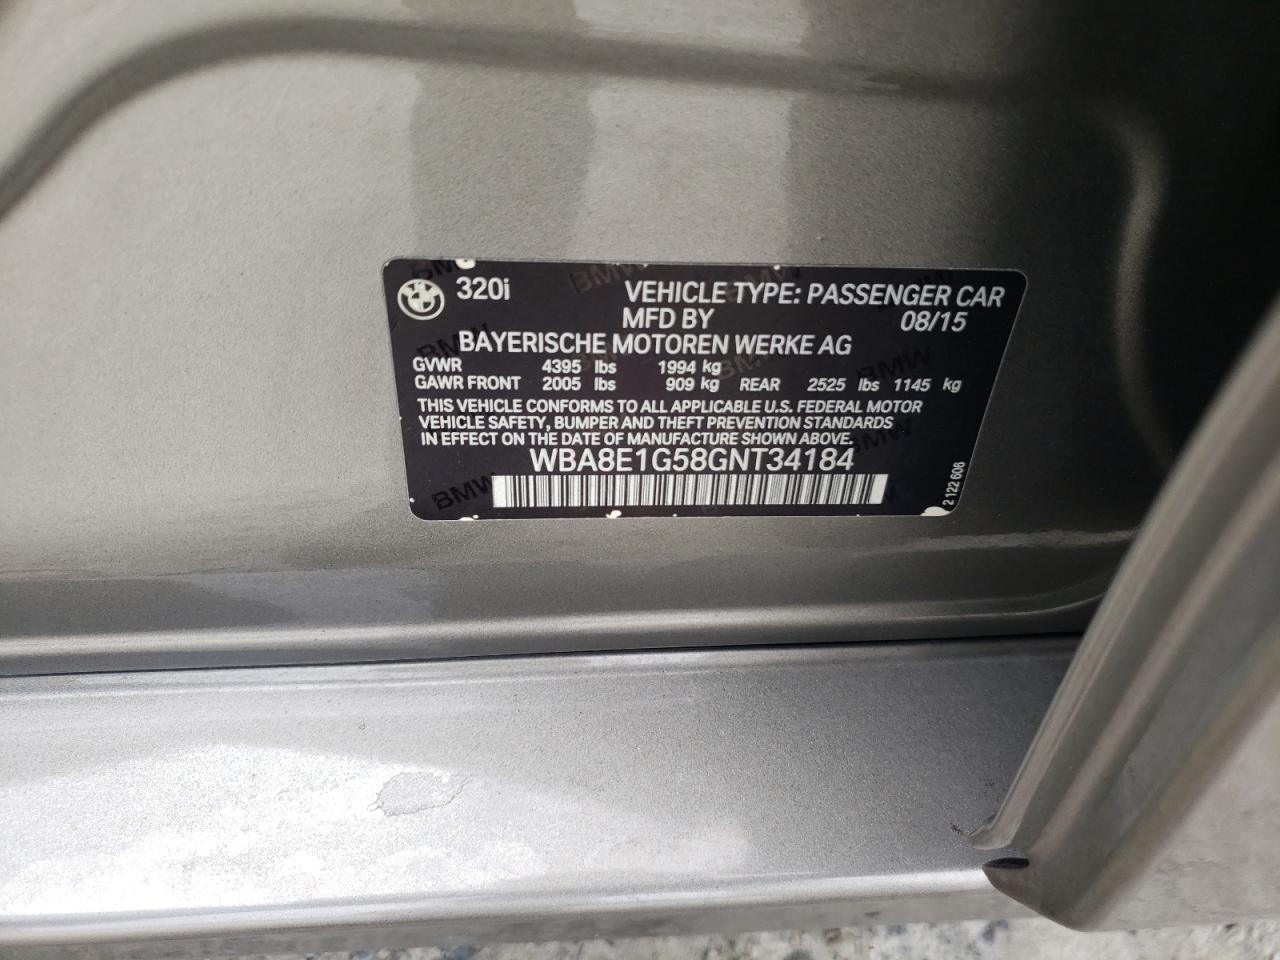 320i VEHICLE TYPE: PASSENGER CAR
MFD BY 08/15
BAYERISCHE MOTOREN WERKE AG
GVWR 4395 lbs 1994 kg
GAWR FRONT 2005 lbs 909 kg REAR 2525 lbs 1145 kg
THIS VEHICLE CONFORMS TO ALL APPLICABLE U.S. FEDERAL MOTOR
VEHICLE SAFETY, BUMPER AND THEFT PREVENTION STANDARDS
IN EFFECT ON THE DATE OF MANUFACTURE SHOWN ABOVE.
WBA8E1G58GNT34184
2 122 606